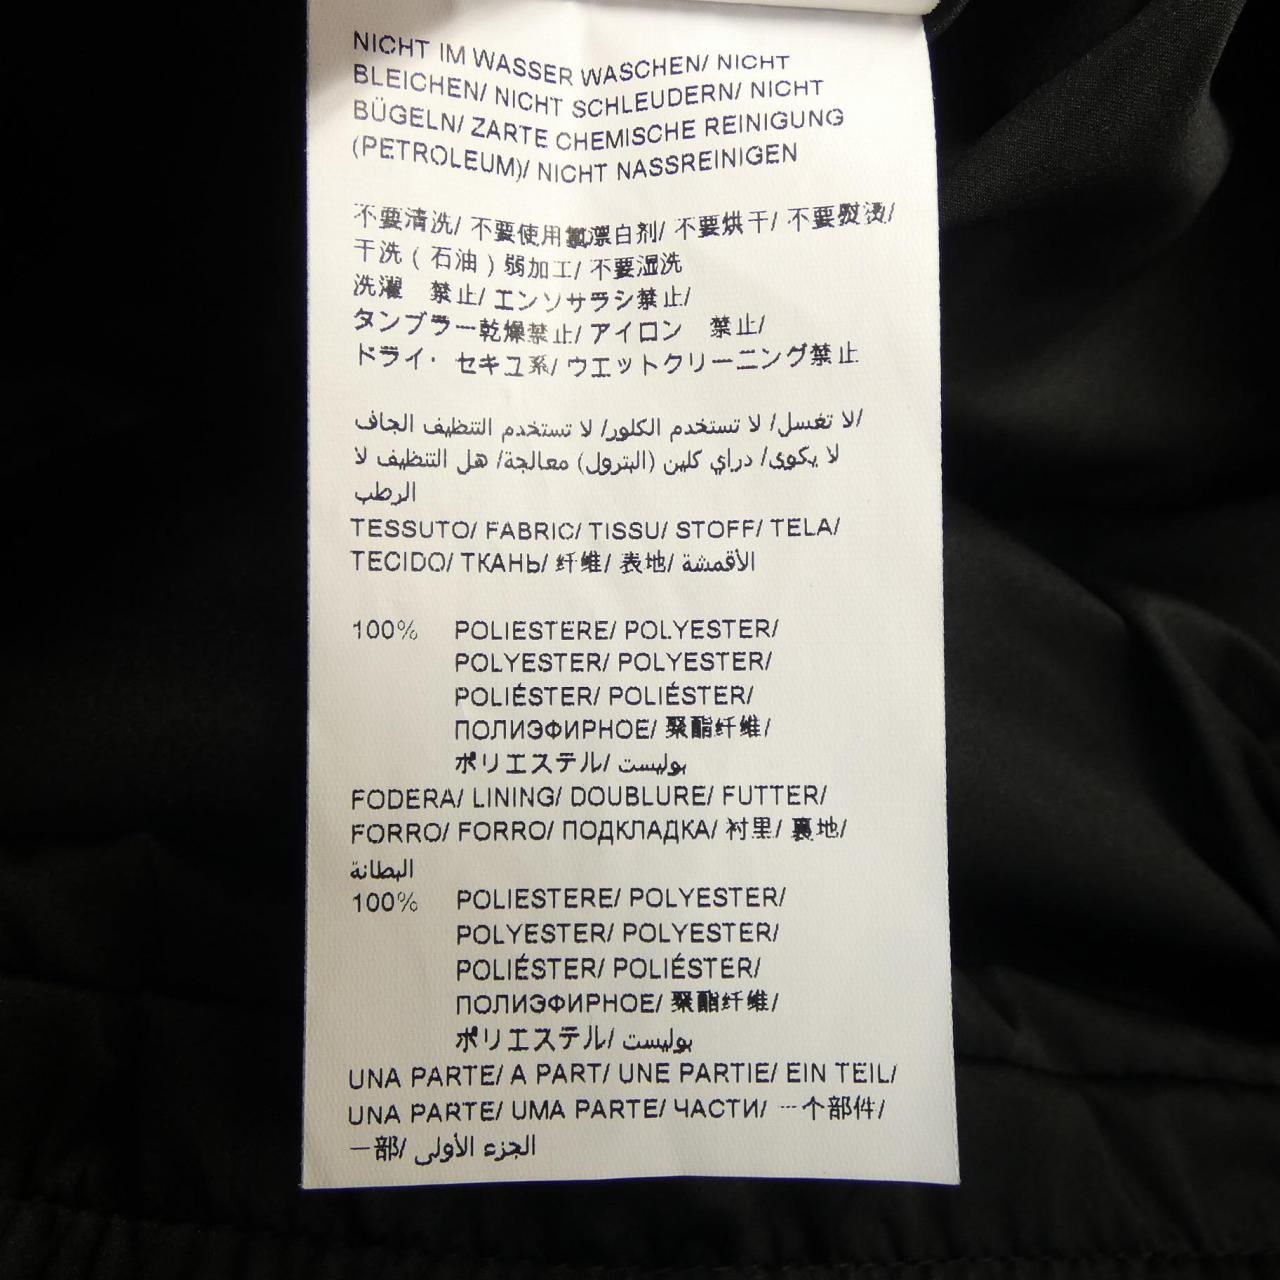 NICHT IM WASSER WASCHEN/ NICHT
BLEICHEN/ NICHT SCHLEUDERN/ NICHT
BÜGELN/ ZARTE CHEMISCHE REINIGUNG
(PETROLEUM)/ NICHT NASSREINIGEN
不要清洗/ 不要使用氯漂白剂/ 不要烘干/ 不要熨烫/
干洗 ( 石油 ) 弱加工/ 不要湿洗
洗濯　禁止/ エンソサラシ禁止/
タンブラー乾燥禁止/ アイロン　禁止/
ドライ・ セキユ系/ ウエットクリーニング禁止
لا تغسل/ لا تستخدم الكلور/ لا تستخدم التنظيف الجاف/
لا يكوى/ دراي كلين (البترول) معالجة/ هل التنظيف لا
الرطب
TESSUTO/ FABRIC/ TISSU/ STOFF/ TELA/
TECIDO/ ТКАНЬ/ 纤维/ 表地/ الأقمشة
100% POLIESTERE/ POLYESTER/
POLYESTER/ POLYESTER/
POLIÉSTER/ POLIÉSTER/
ПОЛИЭФИРНОЕ/ 聚酯纤维/
ポリエステル/ بوليست
FODERA/ LINING/ DOUBLURE/ FUTTER/
FORRO/ FORRO/ ПОДКЛАДКА/ 衬里/ 裏地/
البطانة
100% POLIESTERE/ POLYESTER/
POLYESTER/ POLYESTER/
POLIÉSTER/ POLIÉSTER/
ПОЛИЭФИРНОЕ/ 聚酯纤维/
ポリエステル/ بوليست
UNA PARTE/ A PART/ UNE PARTIE/ EIN TEIL/
UNA PARTE/ UMA PARTE/ ЧАСТИ/ 一个部件/
一部/ الجزء الأولى